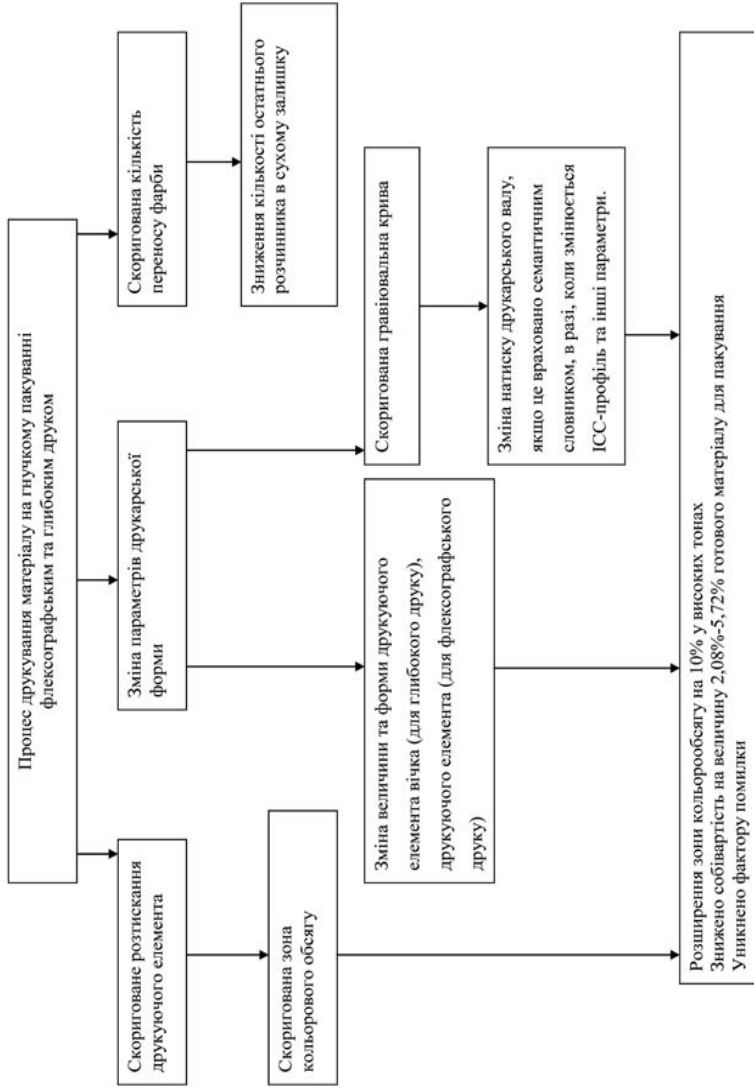 Процес друкування матеріалу на гнучкому пакуванні
флексографським та глибоким друком
Скориговане розтискання
друкуючого елемента
Зміна параметрів друкарської
форми
Скоригована кількість
переносу фарби
Скоригована зона
кольорового обсягу
Зниження кількості остатнього
розчинника в сухому залишку
Зміна величини та форми друкуючого
елемента вічка (для глибокого друку),
друкуючого елемента (для флексографського
друку)
Скоригована гравіювальна крива
Зміна натиску друкарського валу,
якщо це враховано семантичним
словником, в разі, коли змінюється
ICC-профіль та інші параметри.
Розширення зони кольорообсягу на 10% у високих тонах
Знижено собівартість на величину 2,08%-5,72% готового матеріалу для пакування
Уникнено фактору помилки